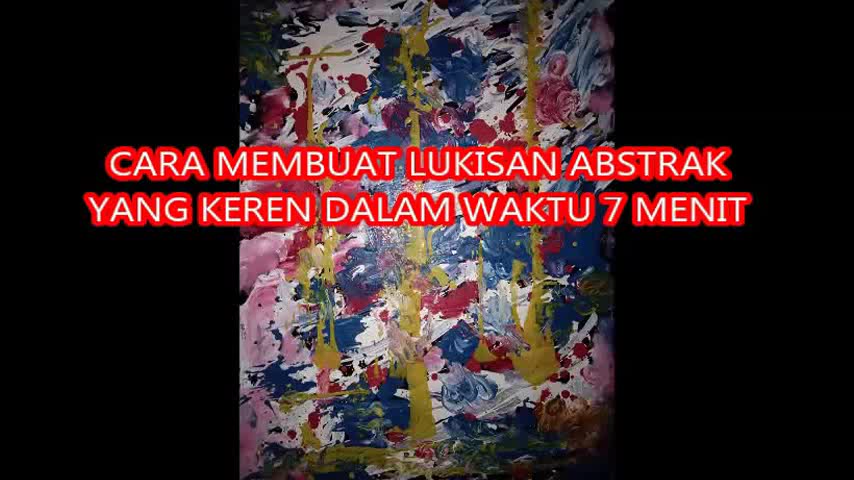 CARA MEMBUAT LUKISAN ABSTRAK
YANG KEREN DALAM WAKTU 7 MENIT